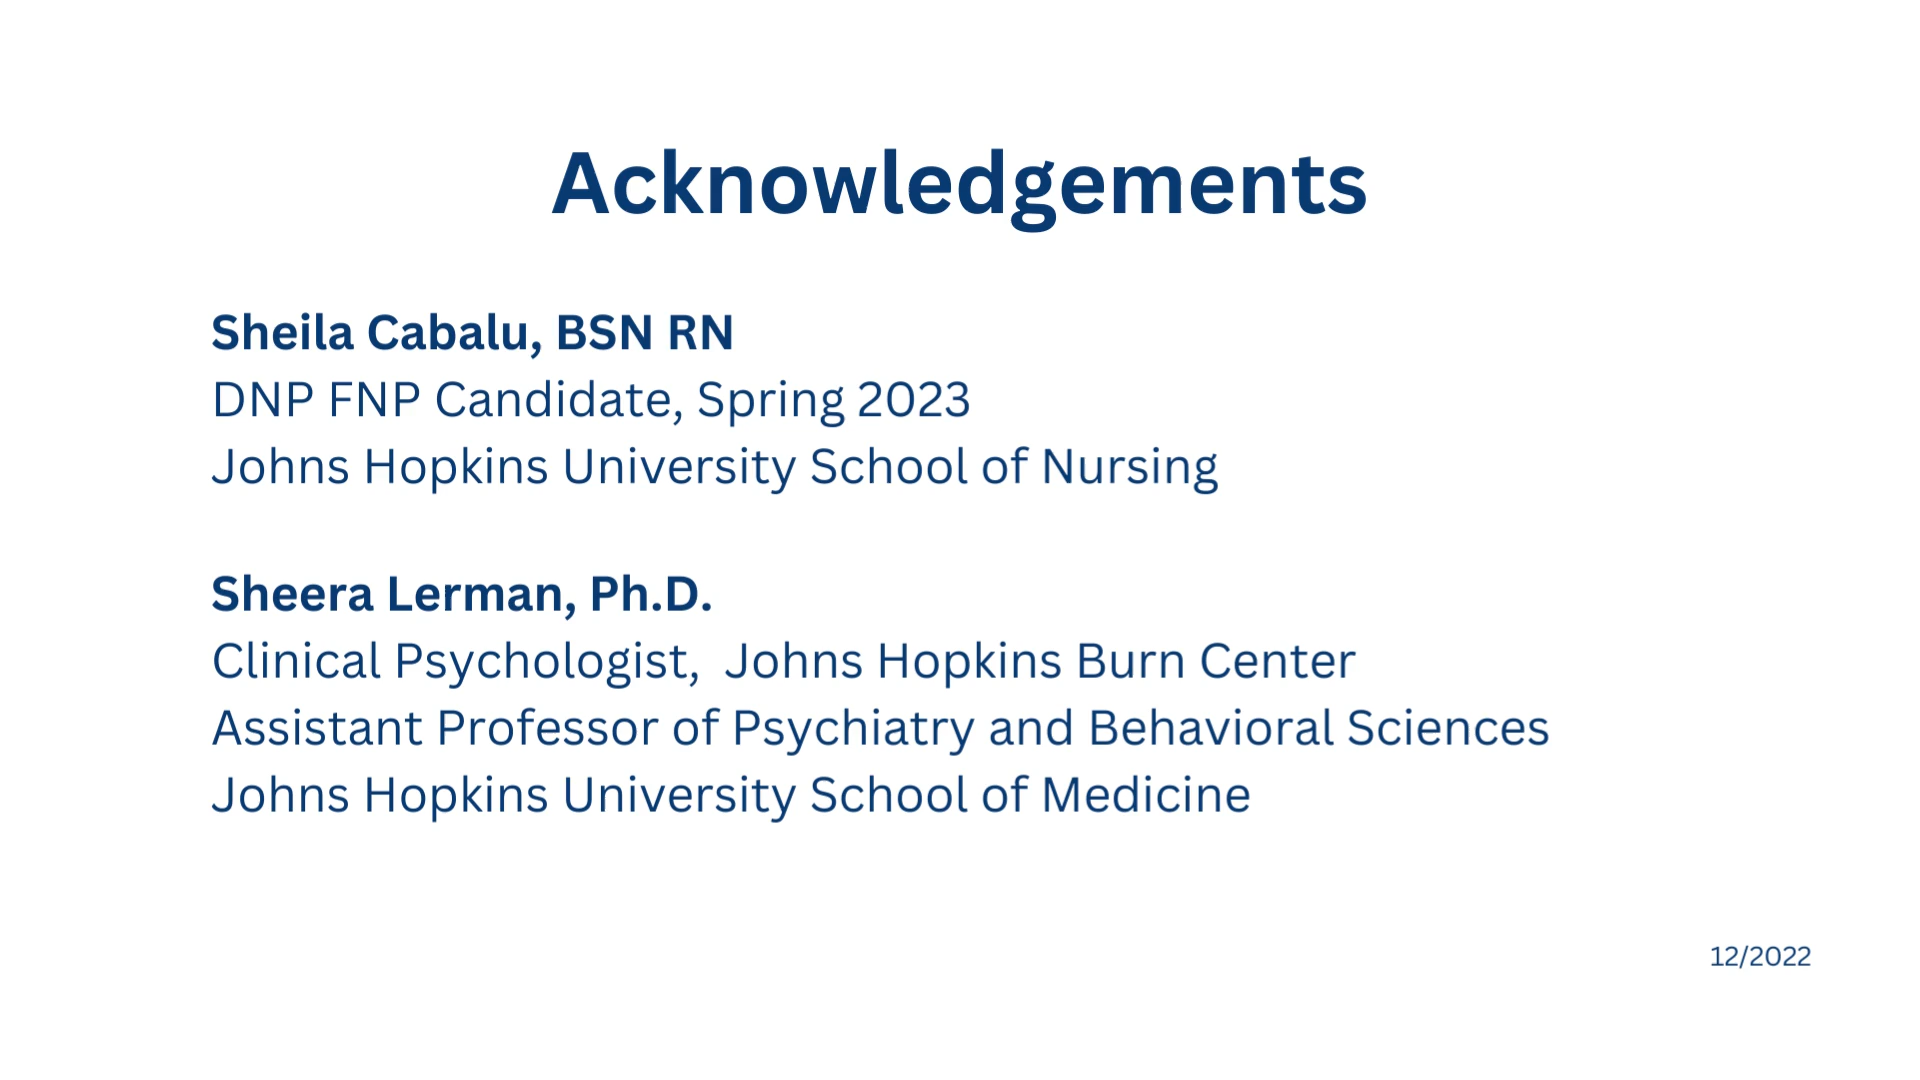 Acknowledgements
Sheila Cabalu, BSN RN
DNP FNP Candidate, Spring 2023
Johns Hopkins University School of Nursing
Sheera Lerman, Ph.D.
Clinical Psychologist,  Johns Hopkins Burn Center
Assistant Professor of Psychiatry and Behavioral Sciences
Johns Hopkins University School of Medicine
12/2022